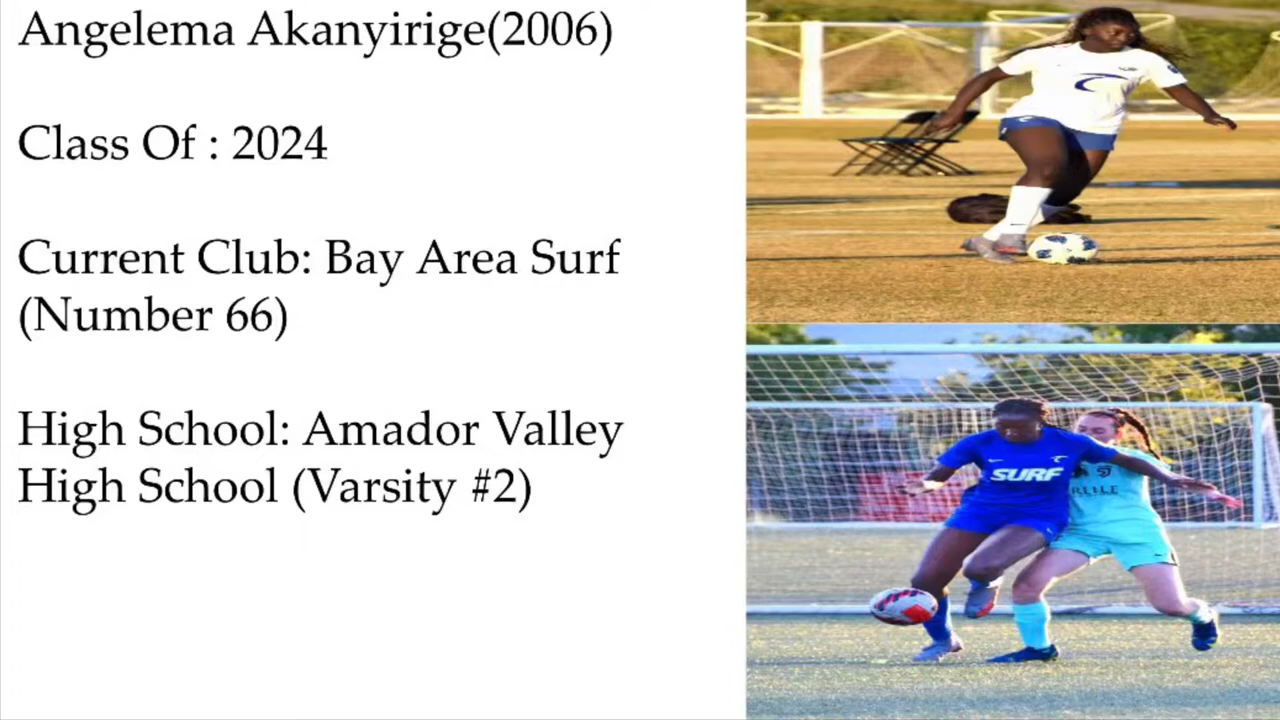 Angelema Akanyirige(2006)
Class Of : 2024
Current Club: Bay Area Surf
(Number 66)
High School: Amador Valley
High School (Varsity #2)
SURF